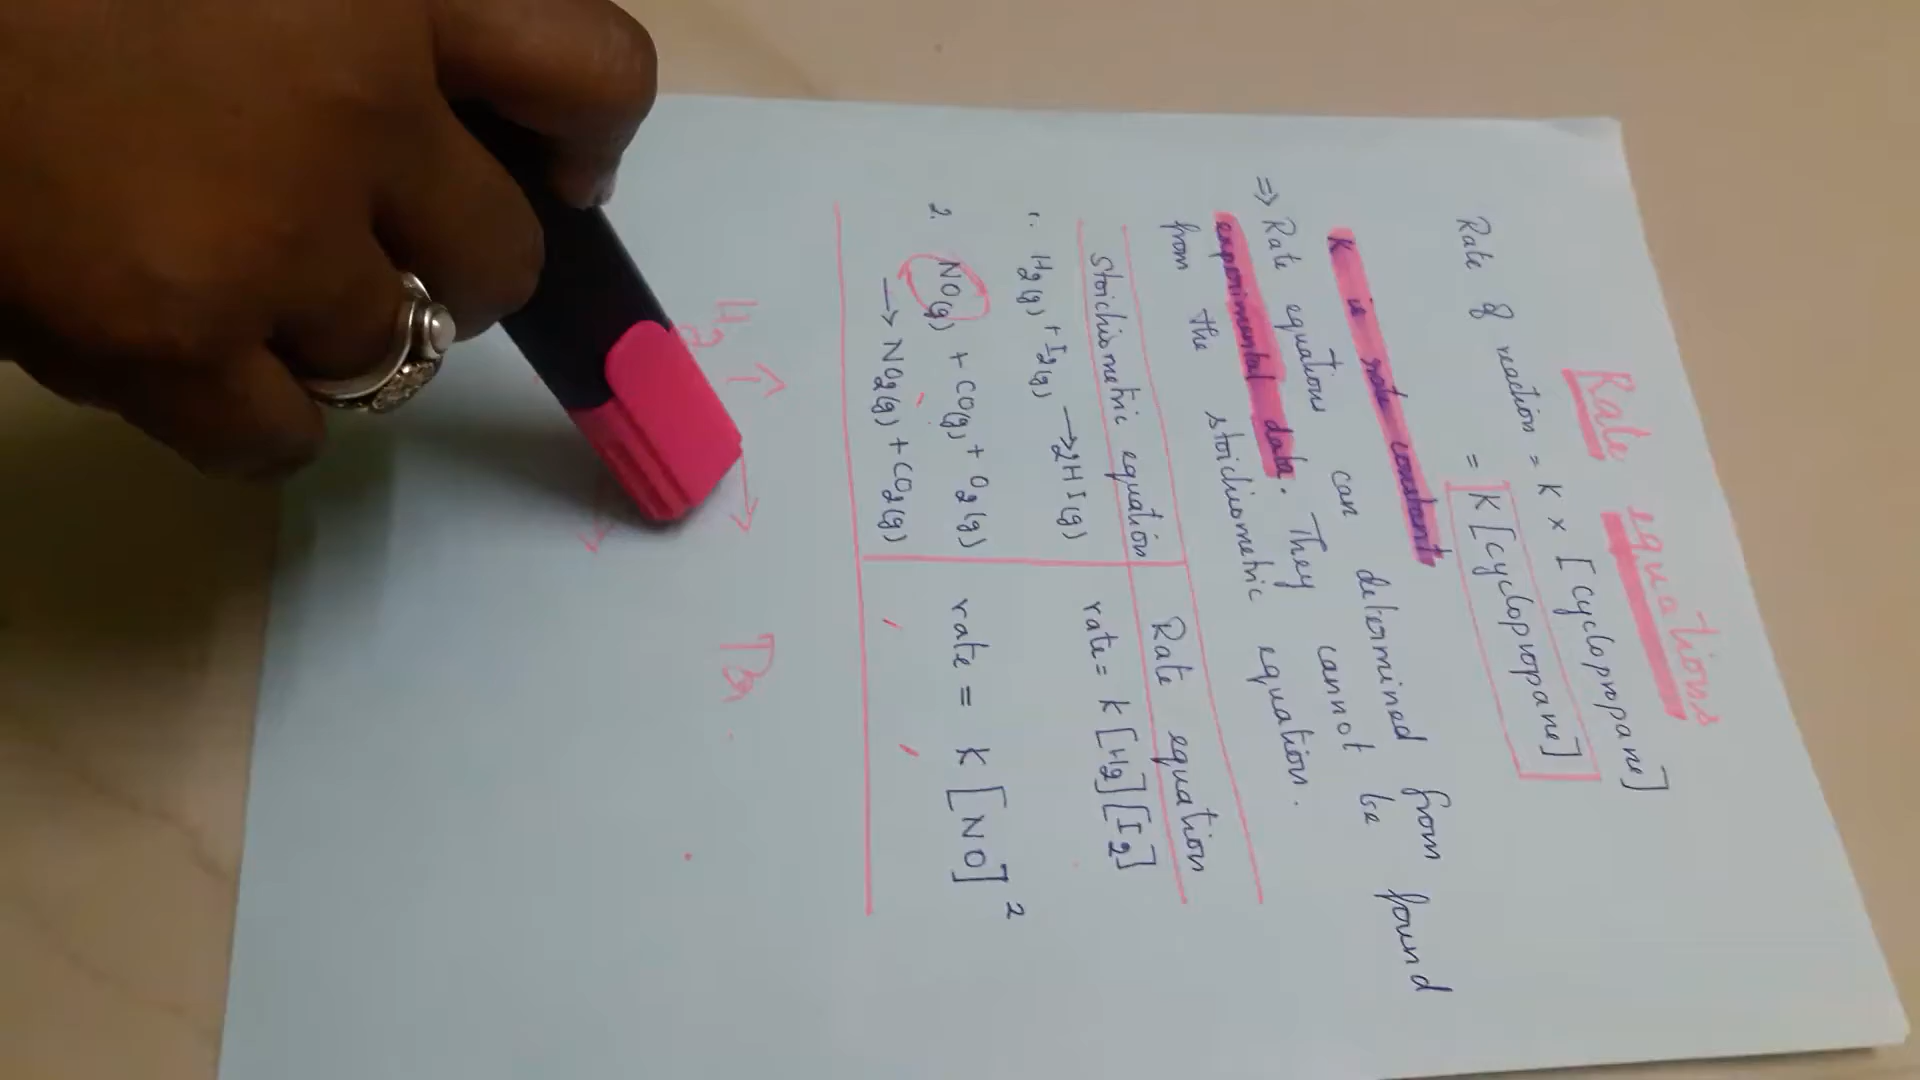 Rate equations
Rate of reaction = K x [cyclopropane]
= K [cyclopropane]
K is rate constant
=> Rate equations can determined from
experimental data. They cannot be found
from the stoichiometric equation.
Stoichiometric equation Rate equation
1. H2(g) + I2(g) → 2HI(g) rate = K [H2] [I2]
2. NO(g) + CO(g) + O2(g) rate = K [NO]²
→ NO2(g) + CO2(g)
H2